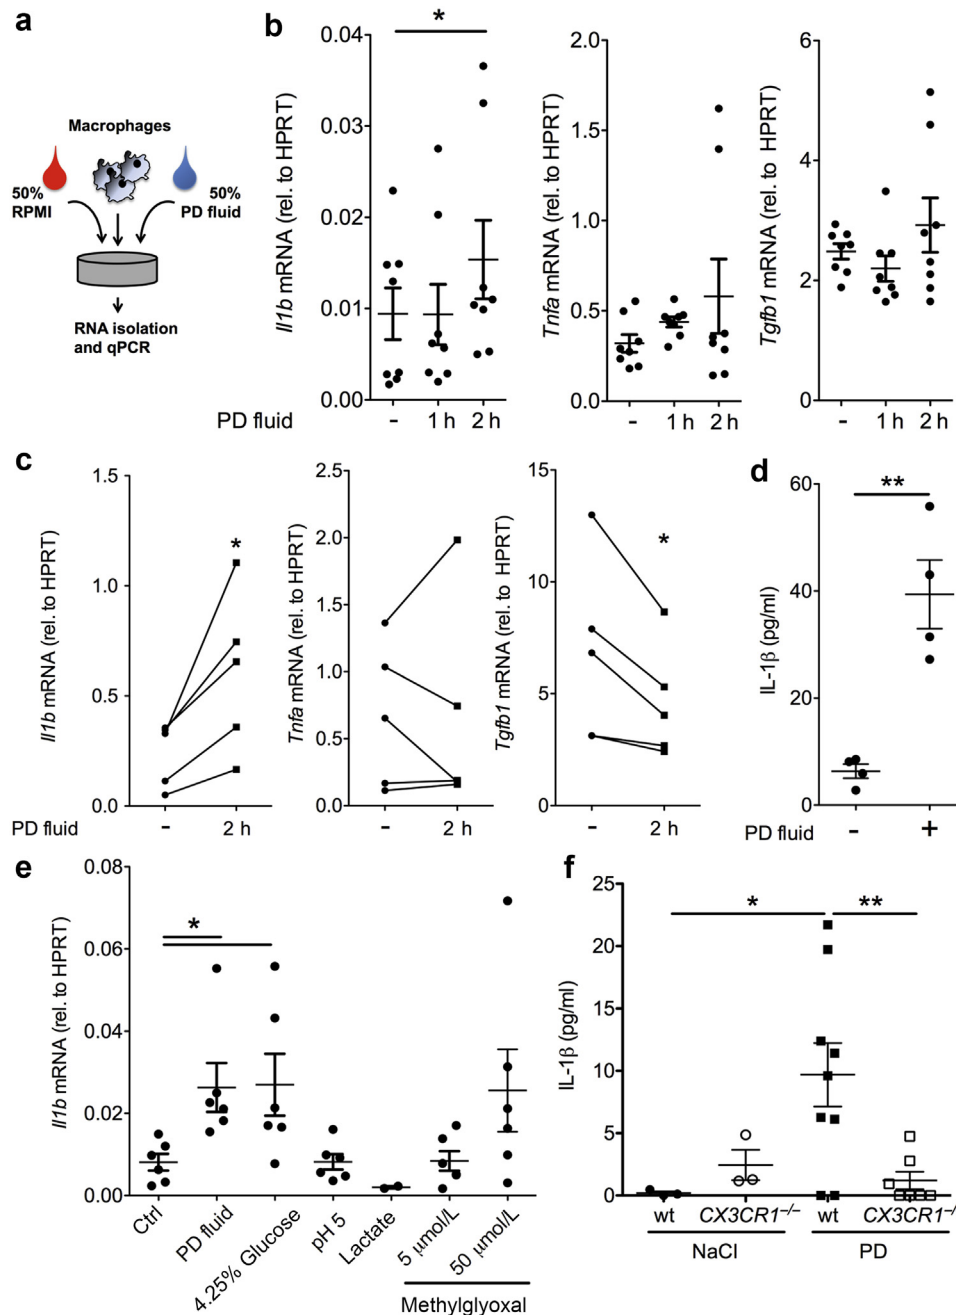 a
Macrophages
50%
RPMI
50%
PD fluid
RNA isolation
and qPCR
b
*
Il1b mRNA (rel. to HPRT)
0.04
0.03
0.02
0.01
0.00
PD fluid
- 1 h 2 h
Tnfa mRNA (rel. to HPRT)
2.0
1.5
1.0
0.5
0.0
- 1 h 2 h
Tgfb1 mRNA (rel. to HPRT)
6
4
2
0
- 1 h 2 h
c
Il1b mRNA (rel. to HPRT)
1.5
1.0
0.5
0.0
*
PD fluid
- 2 h
Tnfa mRNA (rel. to HPRT)
2.5
2.0
1.5
1.0
0.5
0.0
- 2 h
Tgfb1 mRNA (rel. to HPRT)
15
10
5
0
*
- 2 h
d
**
IL-1β (pg/ml)
60
40
20
0
PD fluid - +
e
Il1b mRNA (rel. to HPRT)
0.08
0.06
0.04
0.02
0.00
*
Ctrl
PD fluid
4.25% Glucose
pH 5
Lactate
5 µmol/L
50 µmol/L
Methylglyoxal
f
IL-1β (pg/ml)
25
20
15
10
5
0
* **
wt CX3CR1⁻/⁻ wt CX3CR1⁻/
NaCl PD